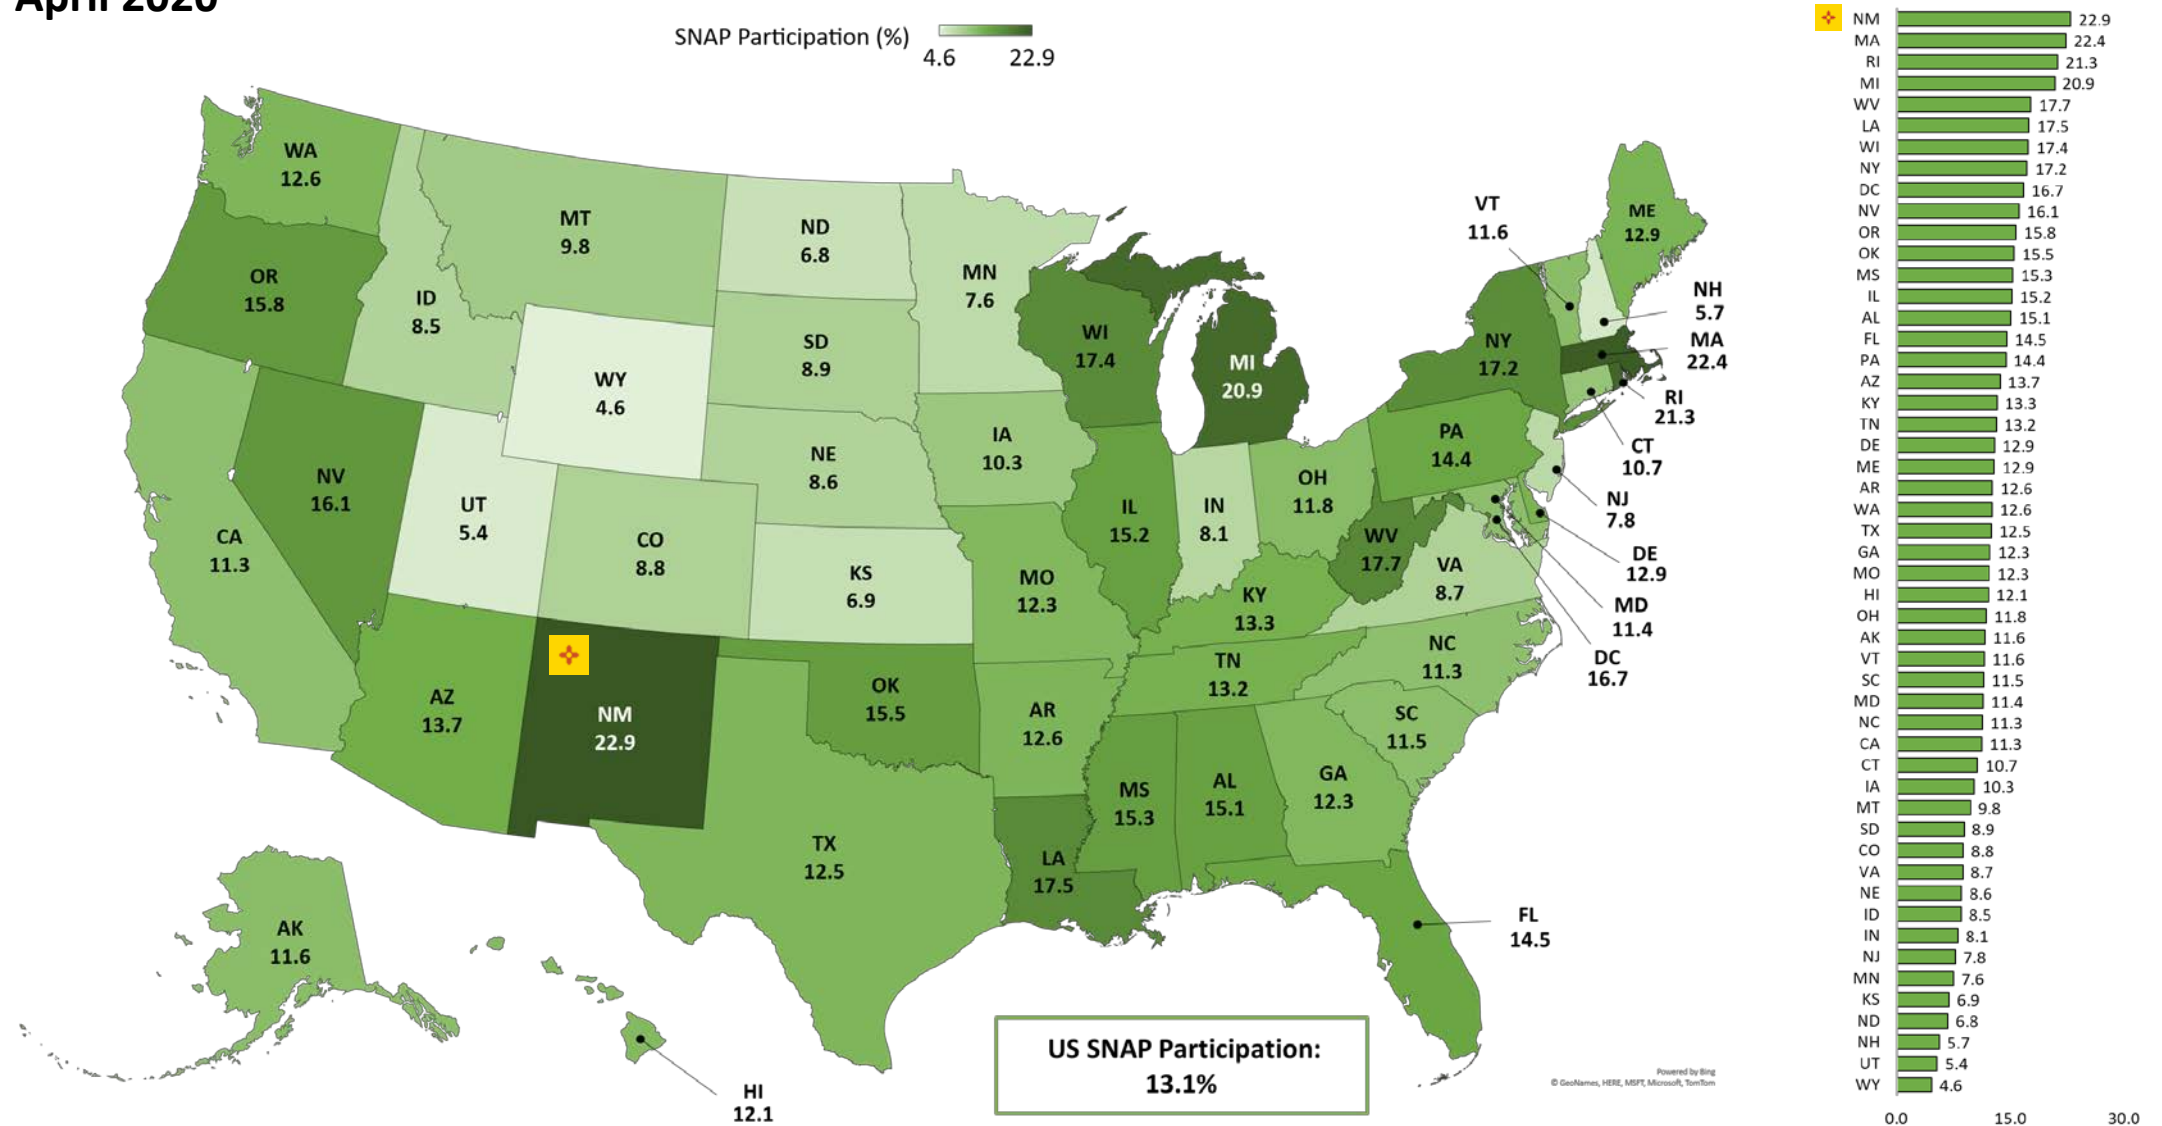 April 2020
SNAP Participation (%)
4.6 22.9
WA
12.6
MT
9.8
ND
6.8
MN
7.6
VT
11.6
ME
12.9
OR
15.8
ID
8.5
WY
4.6
SD
8.9
WI
17.4
MI
20.9
NY
17.2
NH
5.7
MA
22.4
RI
21.3
CT
10.7
NJ
7.8
DE
12.9
MD
11.4
DC
16.7
NV
16.1
UT
5.4
CO
8.8
NE
8.6
KS
6.9
IA
10.3
IL
15.2
IN
8.1
OH
11.8
PA
14.4
WV
17.7
VA
8.7
CA
11.3
AZ
13.7
NM
22.9
OK
15.5
MO
12.3
KY
13.3
TN
13.2
NC
11.3
SC
11.5
AR
12.6
MS
15.3
AL
15.1
GA
12.3
TX
12.5
LA
17.5
FL
14.5
AK
11.6
HI
12.1
US SNAP Participation:
13.1%
Powered by Bing
© GeoNames, HERE, MSFT, Microsoft, TomTom
NM 22.9
MA 22.4
RI 21.3
MI 20.9
WV 17.7
LA 17.5
WI 17.4
NY 17.2
DC 16.7
NV 16.1
OR 15.8
OK 15.5
MS 15.3
IL 15.2
AL 15.1
FL 14.5
PA 14.4
AZ 13.7
KY 13.3
TN 13.2
DE 12.9
ME 12.9
AR 12.6
WA 12.6
TX 12.5
GA 12.3
MO 12.3
HI 12.1
OH 11.8
AK 11.6
VT 11.6
SC 11.5
MD 11.4
NC 11.3
CA 11.3
CT 10.7
IA 10.3
MT 9.8
SD 8.9
CO 8.8
VA 8.7
NE 8.6
ID 8.5
IN 8.1
NJ 7.8
MN 7.6
KS 6.9
ND 6.8
NH 5.7
UT 5.4
WY 4.6
0.0 15.0 30.0